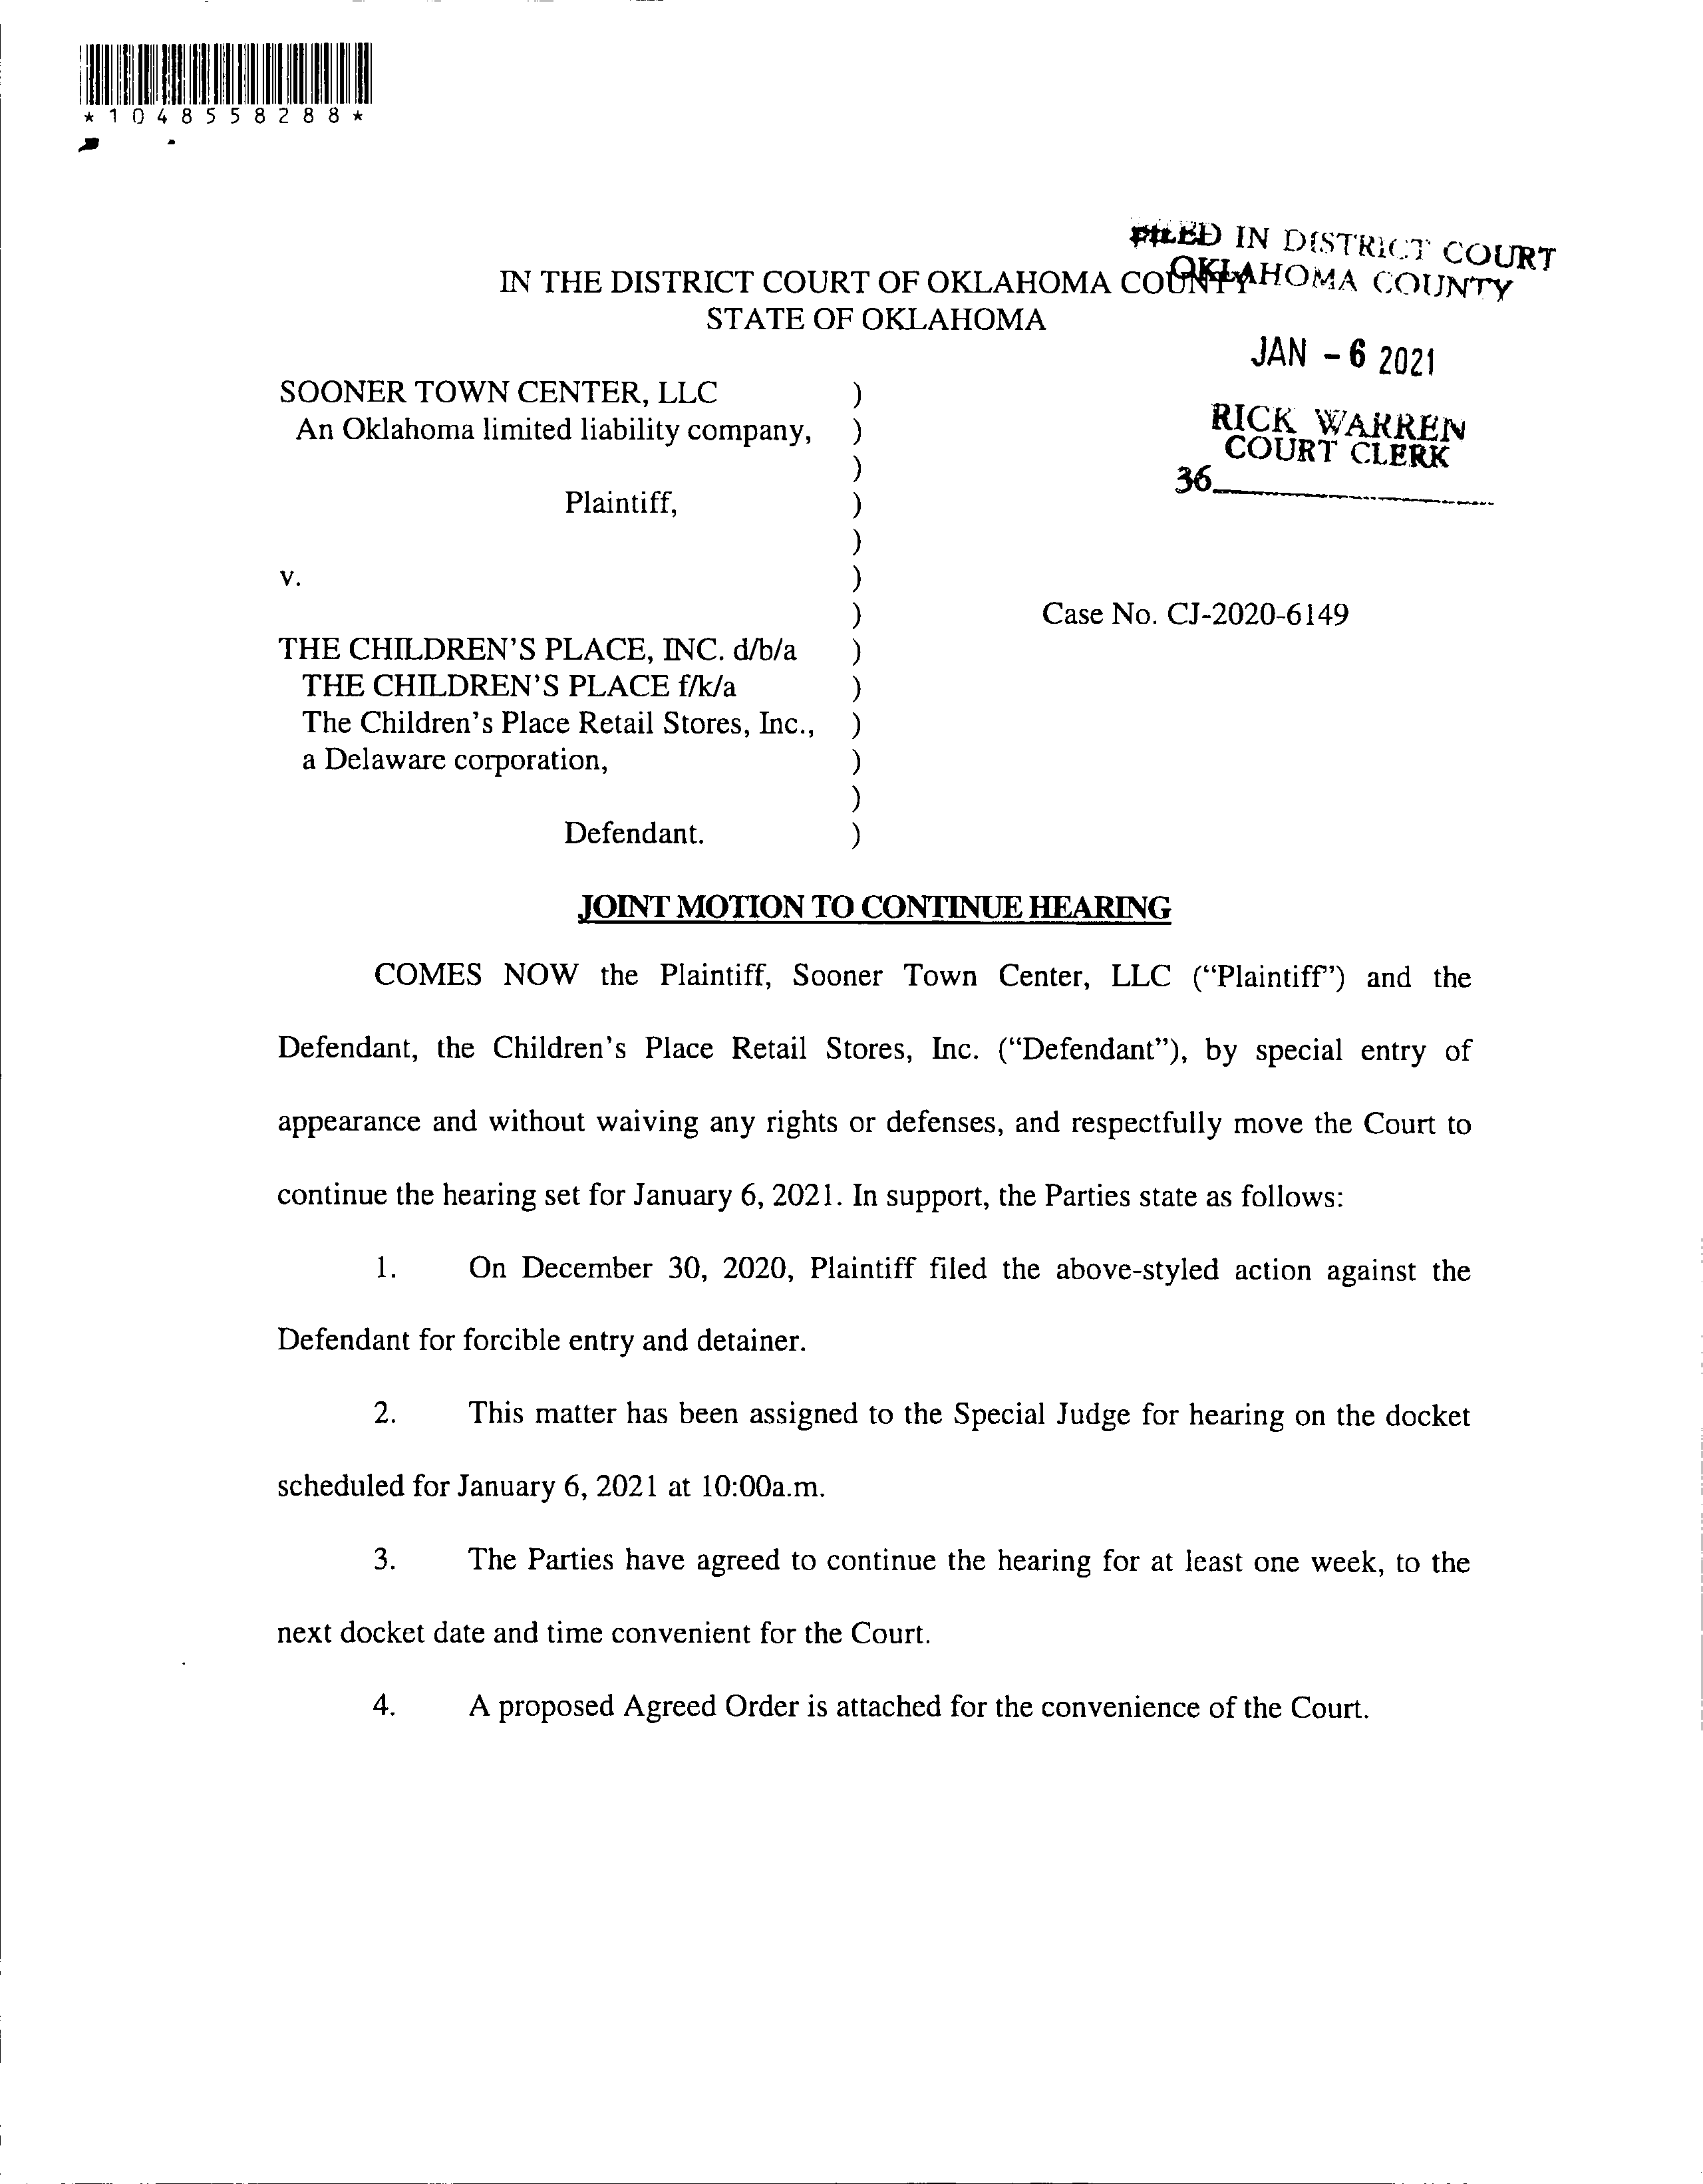 *1048558288*
FILED IN DISTRICT COURT
OKLAHOMA COUNTY
IN THE DISTRICT COURT OF OKLAHOMA COUNTY
STATE OF OKLAHOMA
JAN - 6 2021
RICK WARREN
COURT CLERK
36
SOONER TOWN CENTER, LLC )
An Oklahoma limited liability company, )
)
Plaintiff, )
)
v. )
) Case No. CJ-2020-6149
THE CHILDREN'S PLACE, INC. d/b/a )
THE CHILDREN'S PLACE f/k/a )
The Children's Place Retail Stores, Inc., )
a Delaware corporation, )
)
Defendant. )
JOINT MOTION TO CONTINUE HEARING
COMES NOW the Plaintiff, Sooner Town Center, LLC ("Plaintiff") and the
Defendant, the Children's Place Retail Stores, Inc. ("Defendant"), by special entry of
appearance and without waiving any rights or defenses, and respectfully move the Court to
continue the hearing set for January 6, 2021. In support, the Parties state as follows:
1. On December 30, 2020, Plaintiff filed the above-styled action against the
Defendant for forcible entry and detainer.
2. This matter has been assigned to the Special Judge for hearing on the docket
scheduled for January 6, 2021 at 10:00a.m.
3. The Parties have agreed to continue the hearing for at least one week, to the
next docket date and time convenient for the Court.
4. A proposed Agreed Order is attached for the convenience of the Court.